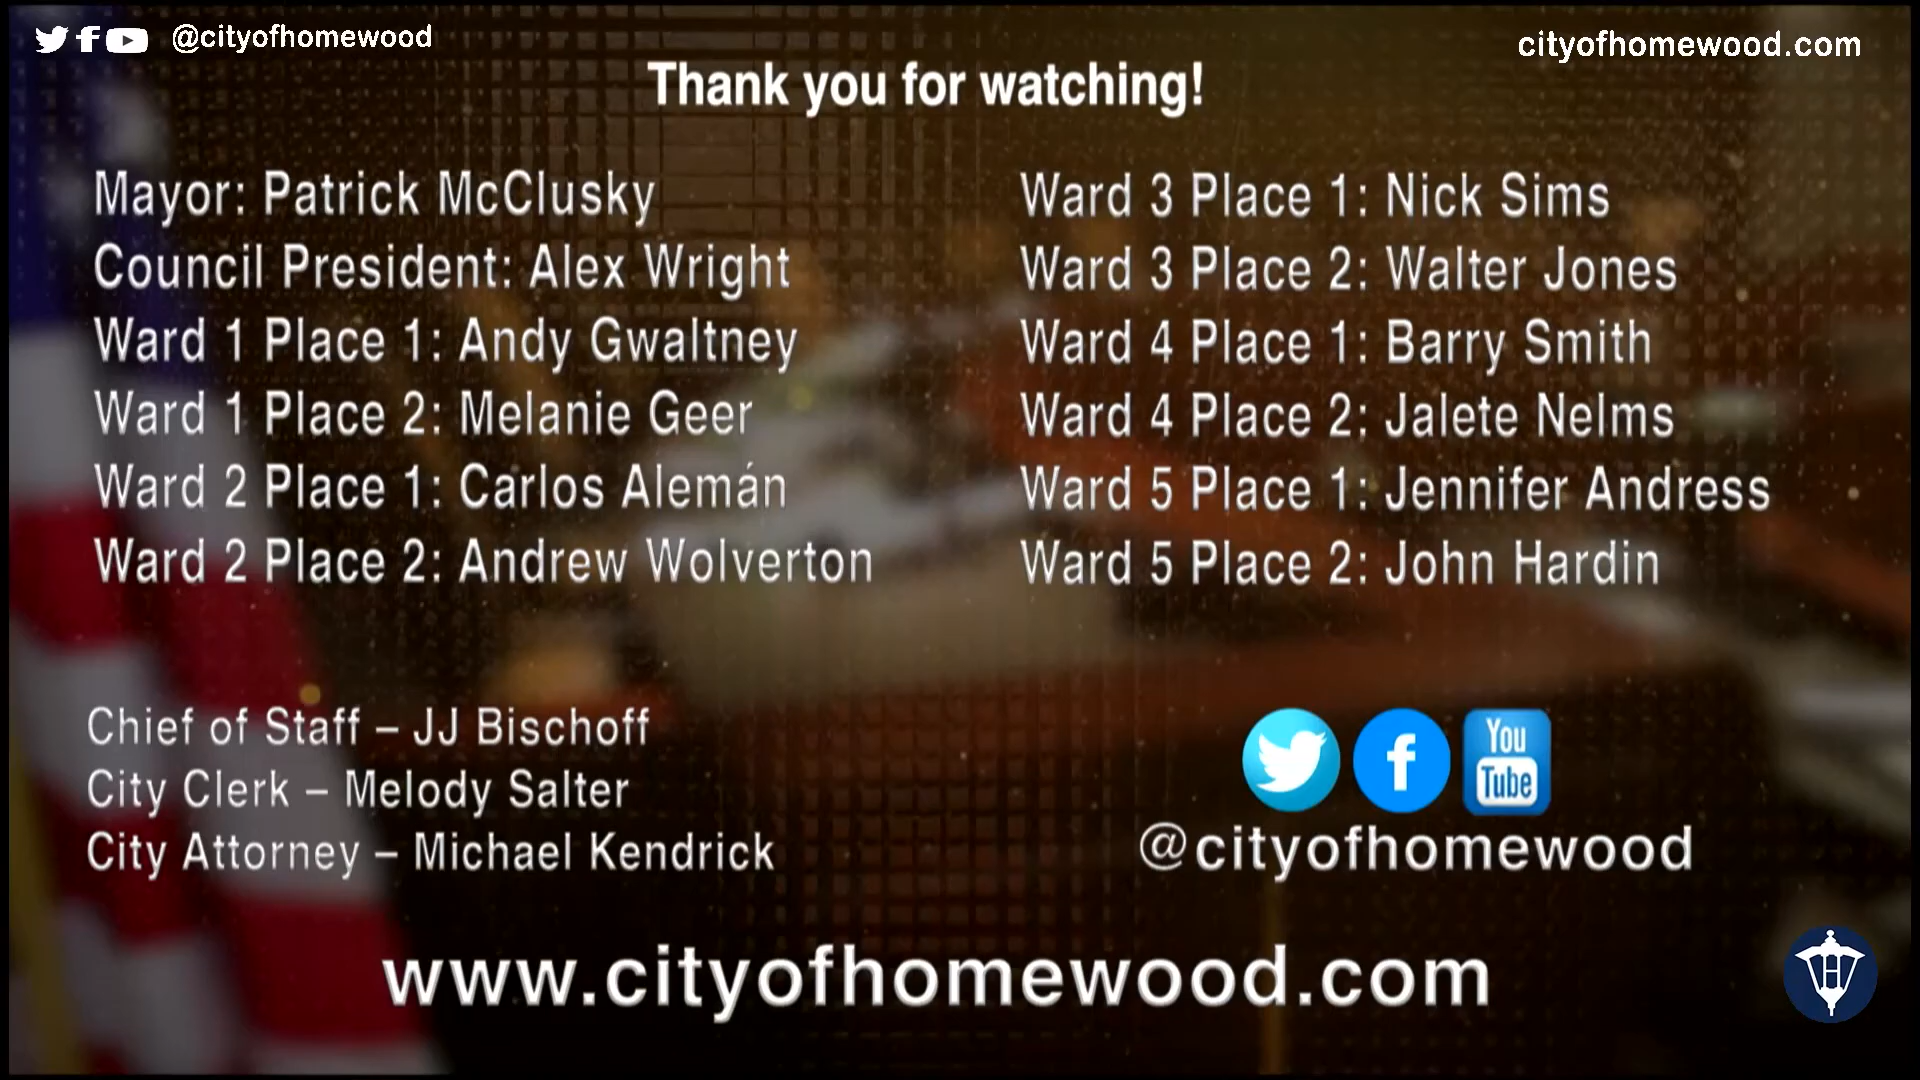 @cityofhomewood
cityofhomewood.com
Thank you for watching!
Mayor: Patrick McClusky
Council President: Alex Wright
Ward 1 Place 1: Andy Gwaltney
Ward 1 Place 2: Melanie Geer
Ward 2 Place 1: Carlos Alemán
Ward 2 Place 2: Andrew Wolverton
Ward 3 Place 1: Nick Sims
Ward 3 Place 2: Walter Jones
Ward 4 Place 1: Barry Smith
Ward 4 Place 2: Jalete Nelms
Ward 5 Place 1: Jennifer Andress
Ward 5 Place 2: John Hardin
Chief of Staff – JJ Bischoff
City Clerk – Melody Salter
City Attorney – Michael Kendrick
You
Tube
@cityofhomewood
www.cityofhomewood.com
H